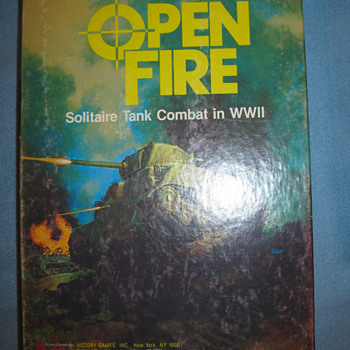 OPEN
FIRE
Solitaire Tank Combat in WWII
VICTORY GAMES, INC., New York, NY 10001